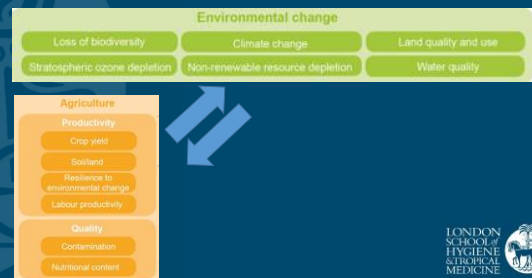 Environmental change
Loss of biodiversity
Climate change
Land quality and use
Stratospheric ozone depletion
Non-renewable resource depletion
Water quality
Agriculture
Productivity
Crop yield
Soil/land
Resilience to
environmental change
Labour productivity
Quality
Contamination
Nutritional content
LONDON
SCHOOL of
HYGIENE
& TROPICAL
MEDICINE